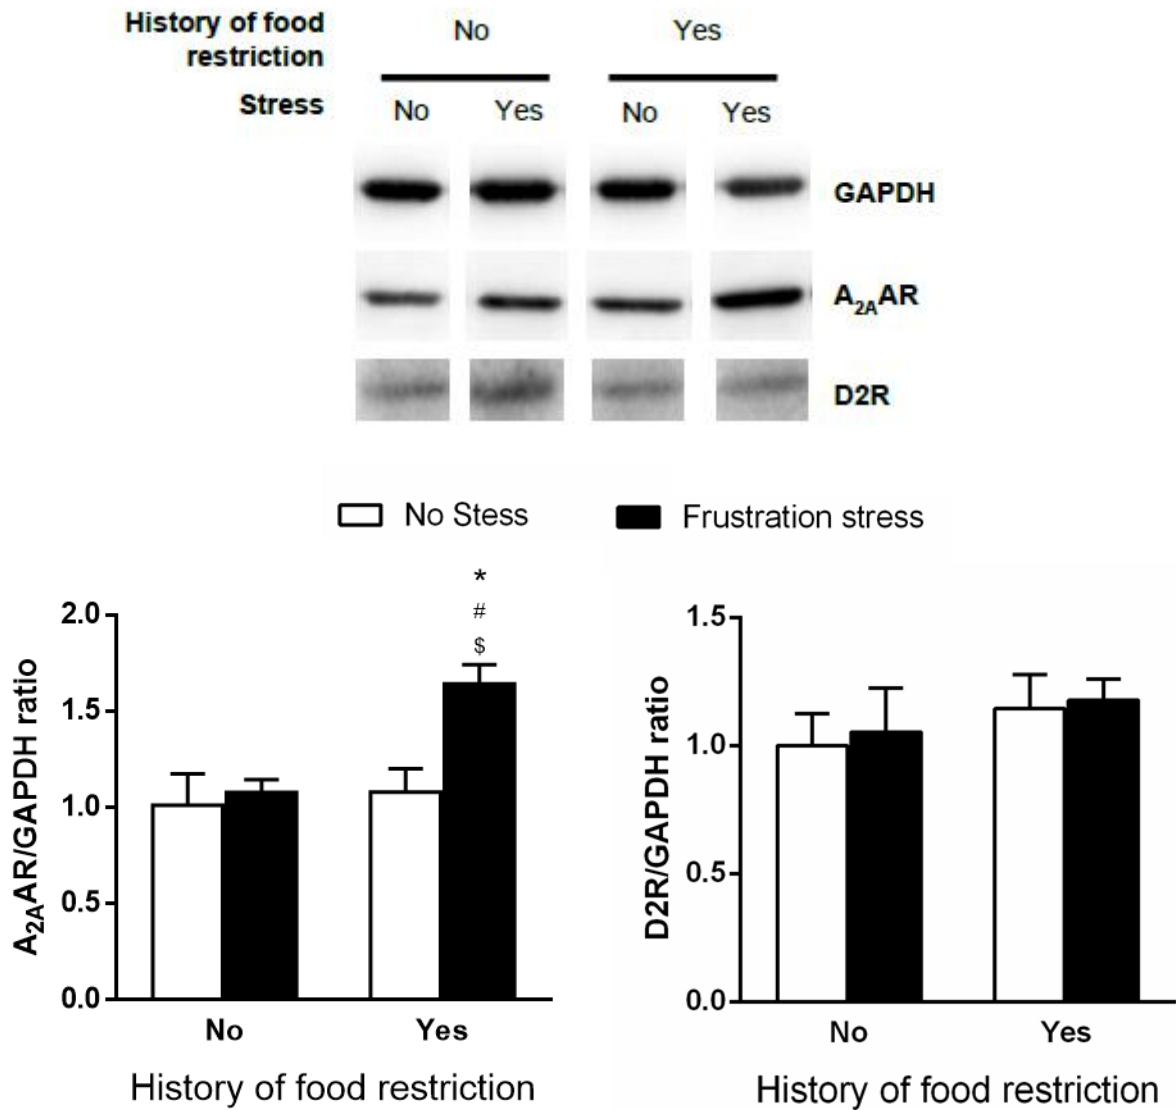 History of food
restriction
No
Yes
Stress
No
Yes
No
Yes
GAPDH
A2AAR
D2R
No Stess
Frustration stress
*
#
$
2.0
1.5
1.0
0.5
0.0
A2AAR/GAPDH ratio
No
Yes
History of food restriction
1.5
1.0
0.5
0.0
D2R/GAPDH ratio
No
Yes
History of food restriction